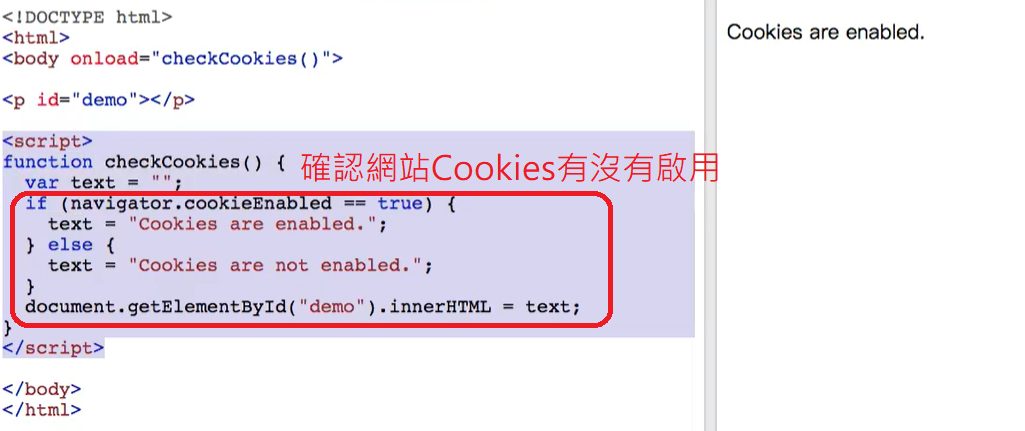 <!DOCTYPE html>
<html>
<body onload="checkCookies()">
<p id="demo"></p>
<script>
function checkCookies() {
確認網站Cookies有沒有啟用
var text = "";
if (navigator.cookieEnabled == true) {
text = "Cookies are enabled.";
} else {
text = "Cookies are not enabled.";
}
document.getElementById("demo").innerHTML = text;
}
</script>
</body>
</html>
Cookies are enabled.